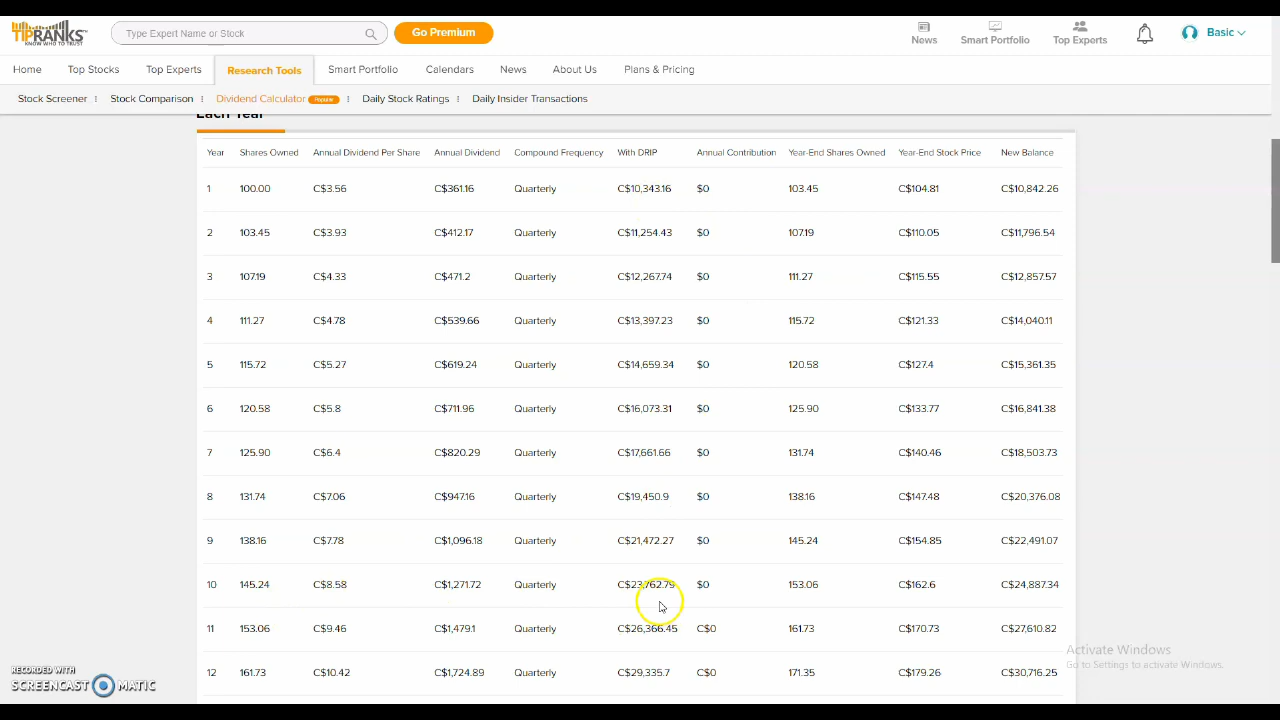 TIPRANKS
KNOW WHO TO TRUST
Type Expert Name or Stock
Go Premium
News
Smart Portfolio
Top Experts
Basic
Home Top Stocks Top Experts Research Tools Smart Portfolio Calendars News About Us Plans & Pricing
Stock Screener Stock Comparison Dividend Calculator Popular Daily Stock Ratings Daily Insider Transactions
Each Year
Year Shares Owned Annual Dividend Per Share Annual Dividend Compound Frequency With DRIP Annual Contribution Year-End Shares Owned Year-End Stock Price New Balance
1 100.00 C$3.56 C$361.16 Quarterly C$10,343.16 $0 103.45 C$104.81 C$10,842.26
2 103.45 C$3.93 C$412.17 Quarterly C$11,254.43 $0 107.19 C$110.05 C$11,796.54
3 107.19 C$4.33 C$471.2 Quarterly C$12,267.74 $0 111.27 C$115.55 C$12,857.57
4 111.27 C$4.78 C$539.66 Quarterly C$13,397.23 $0 115.72 C$121.33 C$14,040.11
5 115.72 C$5.27 C$619.24 Quarterly C$14,659.34 $0 120.58 C$127.4 C$15,361.35
6 120.58 C$5.8 C$711.96 Quarterly C$16,073.31 $0 125.90 C$133.77 C$16,841.38
7 125.90 C$6.4 C$820.29 Quarterly C$17,661.66 $0 131.74 C$140.46 C$18,503.73
8 131.74 C$7.06 C$947.16 Quarterly C$19,450.9 $0 138.16 C$147.48 C$20,376.08
9 138.16 C$7.78 C$1,096.18 Quarterly C$21,472.27 $0 145.24 C$154.85 C$22,491.07
10 145.24 C$8.58 C$1,271.72 Quarterly C$23,762.79 $0 153.06 C$162.6 C$24,887.34
11 153.06 C$9.46 C$1,479.1 Quarterly C$26,366.45 C$0 161.73 C$170.73 C$27,610.82
12 161.73 C$10.42 C$1,724.89 Quarterly C$29,335.7 C$0 171.35 C$179.26 C$30,716.25
Activate Windows
Go to Settings to activate Windows.
RECORDED WITH
SCREENCAST MATIC